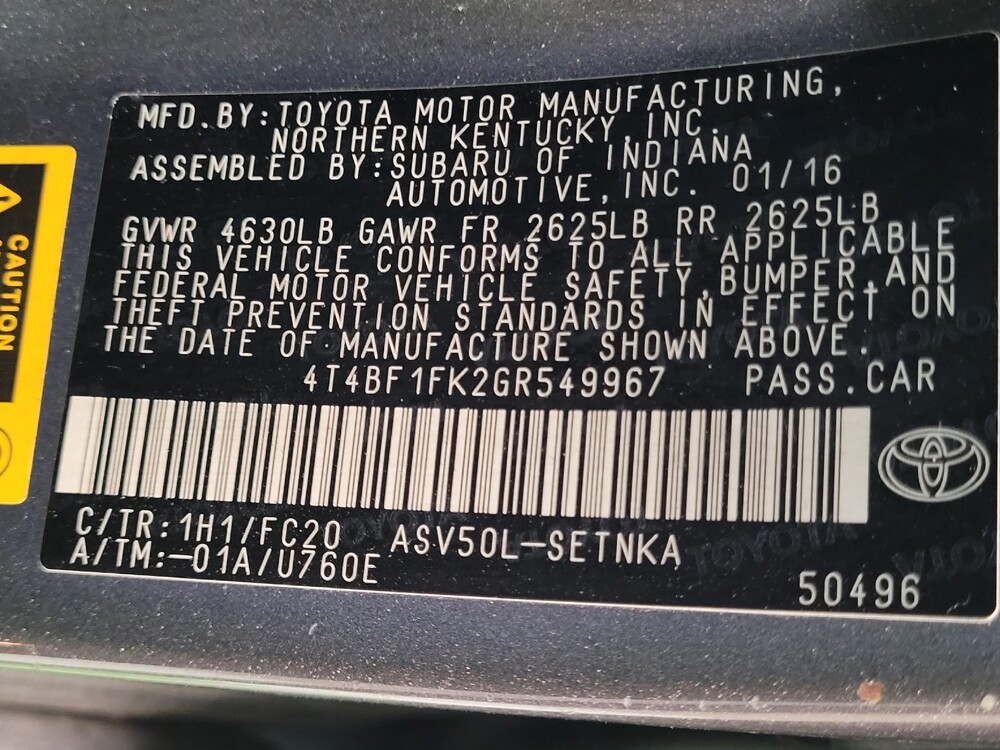 MFD.BY:TOYOTA MOTOR MANUFACTURING,
NORTHERN KENTUCKY,INC.
ASSEMBLED BY:SUBARU OF INDIANA
AUTOMOTIVE,INC. 01/16
GVWR 4630LB GAWR FR 2625LB RR 2625LB
THIS VEHICLE CONFORMS TO ALL APPLICABLE
FEDERAL MOTOR VEHICLE SAFETY,BUMPER,AND
THEFT PREVENTION STANDARDS IN EFFECT ON
THE DATE OF MANUFACTURE SHOWN ABOVE.
4T4BF1FK2GR549967 PASS.CAR
C/TR:1H1/FC20 ASV50L-SETNKA
A/TM:-01A/U760E
50496
CAUTION